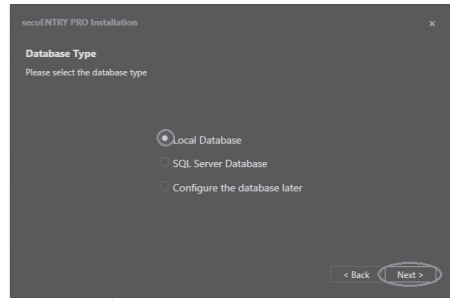 secuENTRY PRO Installation
×
Database Type
Please select the database type
Local Database
SQL Server Database
Configure the database later
< Back
Next >